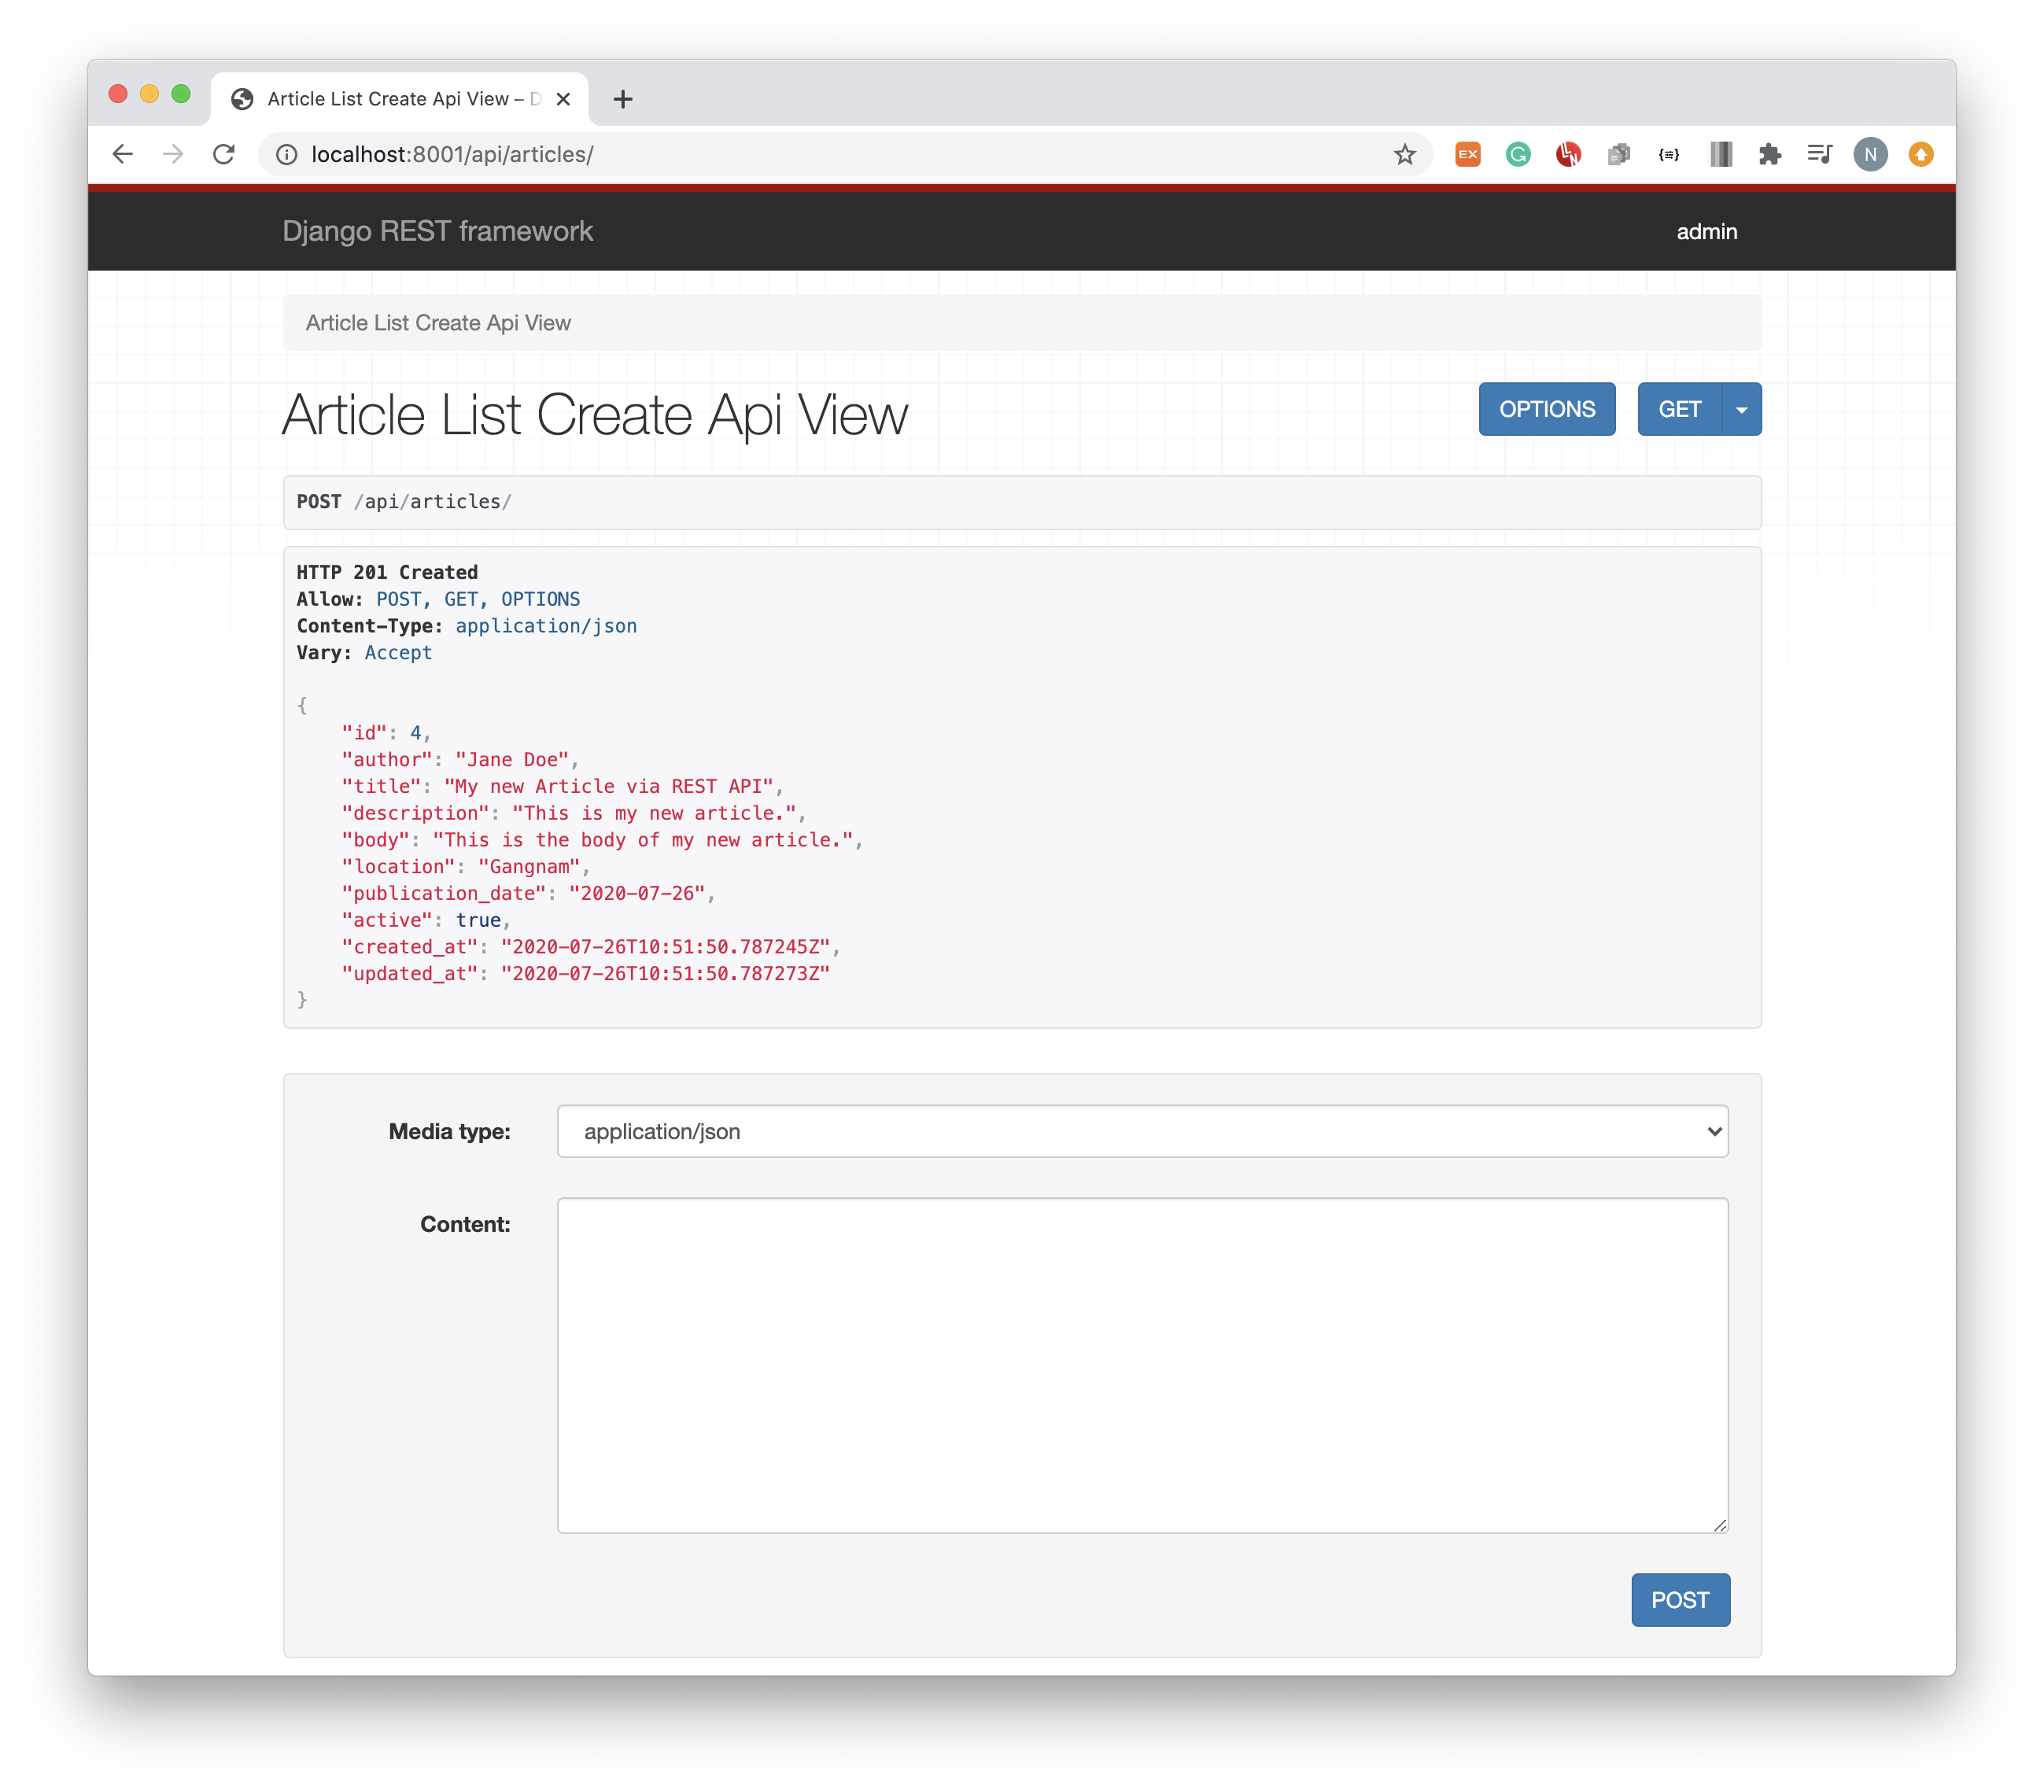 Article List Create Api View – D
localhost:8001/api/articles/
EX
G
LN
{≡}
N
Django REST framework
admin
Article List Create Api View
Article List Create Api View
OPTIONS
GET
POST /api/articles/
HTTP 201 Created
Allow: POST, GET, OPTIONS
Content-Type: application/json
Vary: Accept
{
    "id": 4,
    "author": "Jane Doe",
    "title": "My new Article via REST API",
    "description": "This is my new article.",
    "body": "This is the body of my new article.",
    "location": "Gangnam",
    "publication_date": "2020-07-26",
    "active": true,
    "created_at": "2020-07-26T10:51:50.787245Z",
    "updated_at": "2020-07-26T10:51:50.787273Z"
}
Media type:
application/json
Content:
POST